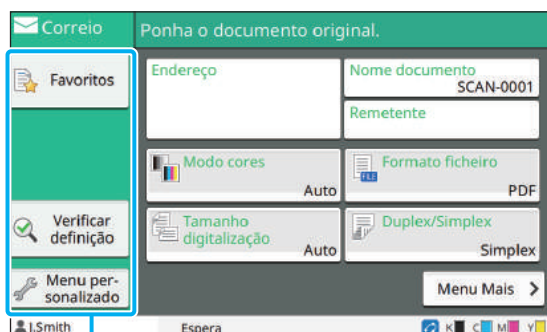 Correio
Ponha o documento original.
Favoritos
Endereço
Nome documento
SCAN-0001
Remetente
Modo cores
Auto
Formato ficheiro
FILE
PDF
Verificar
definição
Tamanho
digitalização
Auto
Duplex/Simplex
Simplex
Menu per-
sonalizado
Menu Mais
J.Smith
Espera
K C M Y